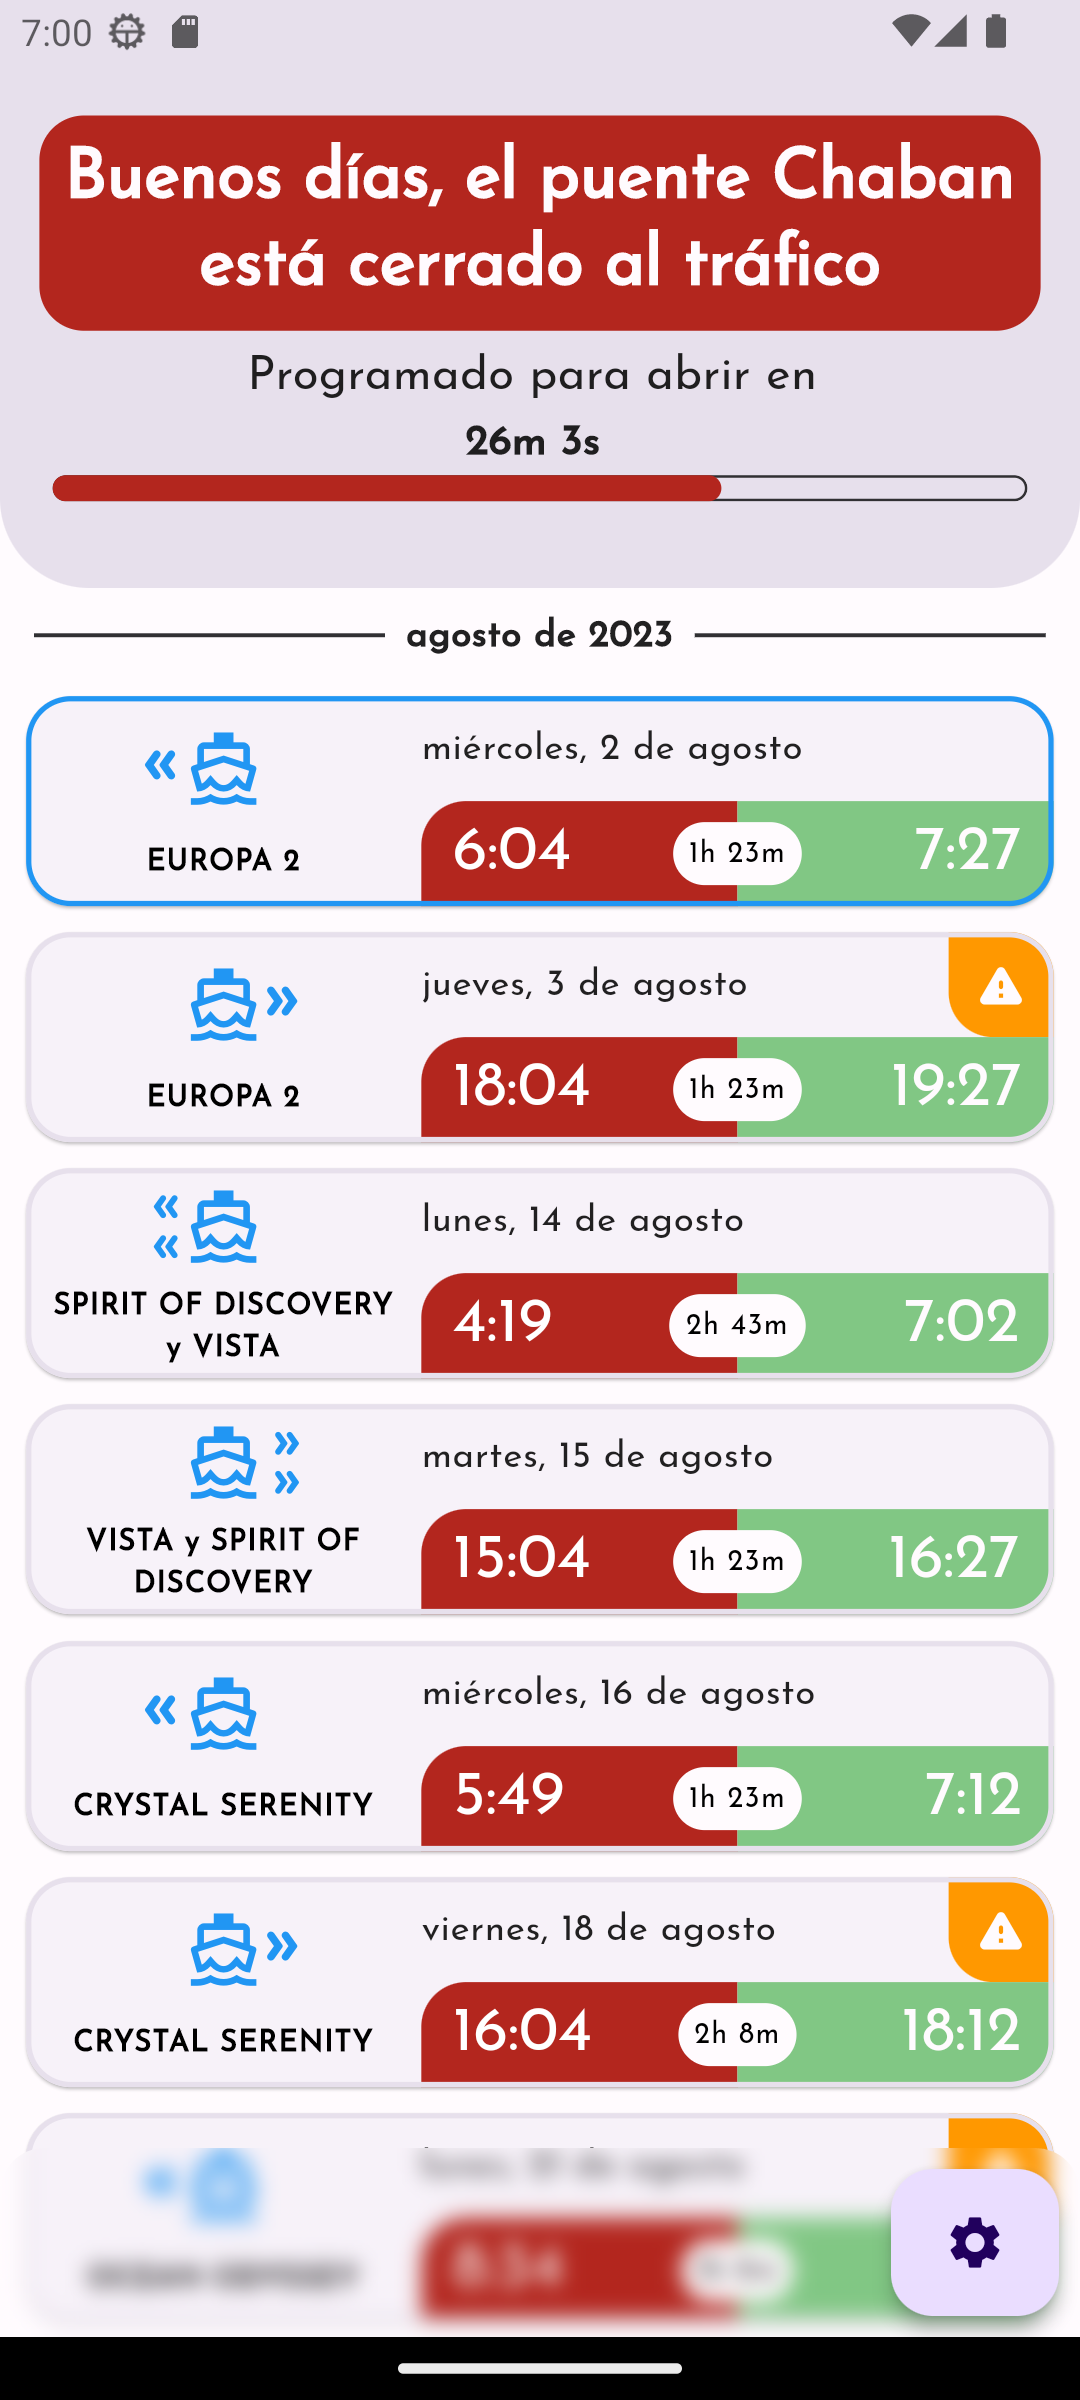 7:00
Buenos días, el puente Chaban
está cerrado al tráfico
Programado para abrir en
26m 3s
agosto de 2023
miércoles, 2 de agosto
EUROPA 2
6:04
1h 23m
7:27
jueves, 3 de agosto
EUROPA 2
18:04
1h 23m
19:27
lunes, 14 de agosto
SPIRIT OF DISCOVERY
y VISTA
4:19
2h 43m
7:02
martes, 15 de agosto
VISTA y SPIRIT OF
DISCOVERY
15:04
1h 23m
16:27
miércoles, 16 de agosto
CRYSTAL SERENITY
5:49
1h 23m
7:12
viernes, 18 de agosto
CRYSTAL SERENITY
16:04
2h 8m
18:12